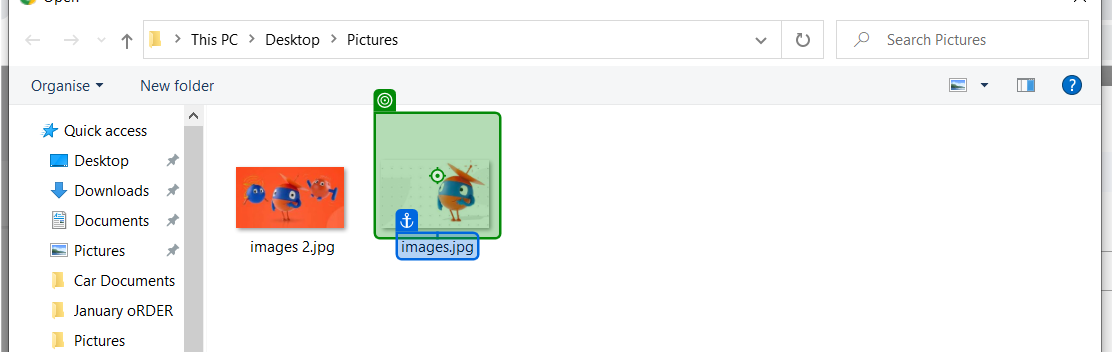 Open
This PC > Desktop > Pictures
Search Pictures
Organise
New folder
Quick access
Desktop
Downloads
Documents
Pictures
Car Documents
January oRDER
Pictures
images 2.jpg
images.jpg